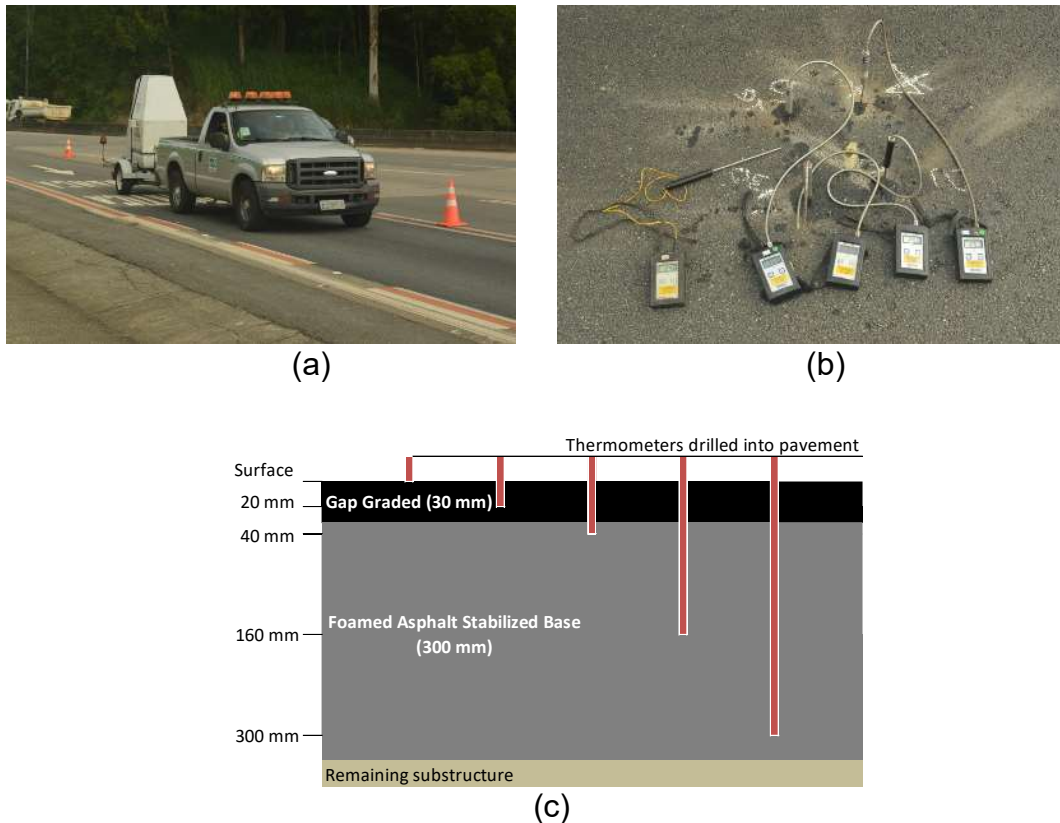 (a)
(b)
Thermometers drilled into pavement
Surface
20 mm
Gap Graded (30 mm)
40 mm
Foamed Asphalt Stabilized Base
160 mm
(300 mm)
300 mm
Remaining substructure
(c)